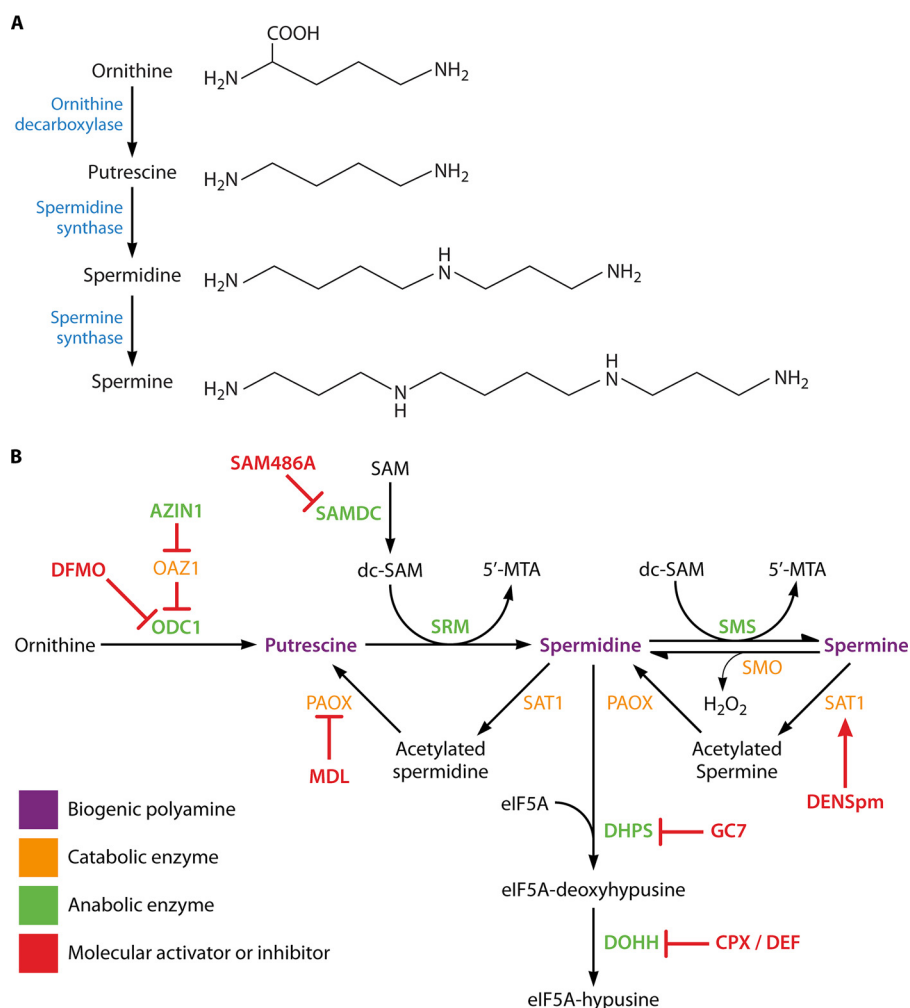 A
COOH
Ornithine
H₂N
NH₂
Ornithine
decarboxylase
Putrescine
H₂N
NH₂
Spermidine
synthase
Spermidine
H₂N
H
N
NH₂
Spermine
synthase
Spermine
H₂N
N
H
H
N
NH₂
B
SAM486A
SAM
AZIN1
SAMDC
DFMO
OAZ1
dc-SAM
5′-MTA
dc-SAM
5′-MTA
ODC1
SRM
SMS
Ornithine
Putrescine
Spermidine
Spermine
SMO
PAOX
SAT1
PAOX
H₂O₂
SAT1
Acetylated
spermidine
Acetylated
Spermine
MDL
DENSpm
Biogenic polyamine
eIF5A
DHPS
GC7
Catabolic enzyme
eIF5A-deoxyhypusine
Anabolic enzyme
DOHH
CPX / DEF
Molecular activator or inhibitor
eIF5A-hypusine